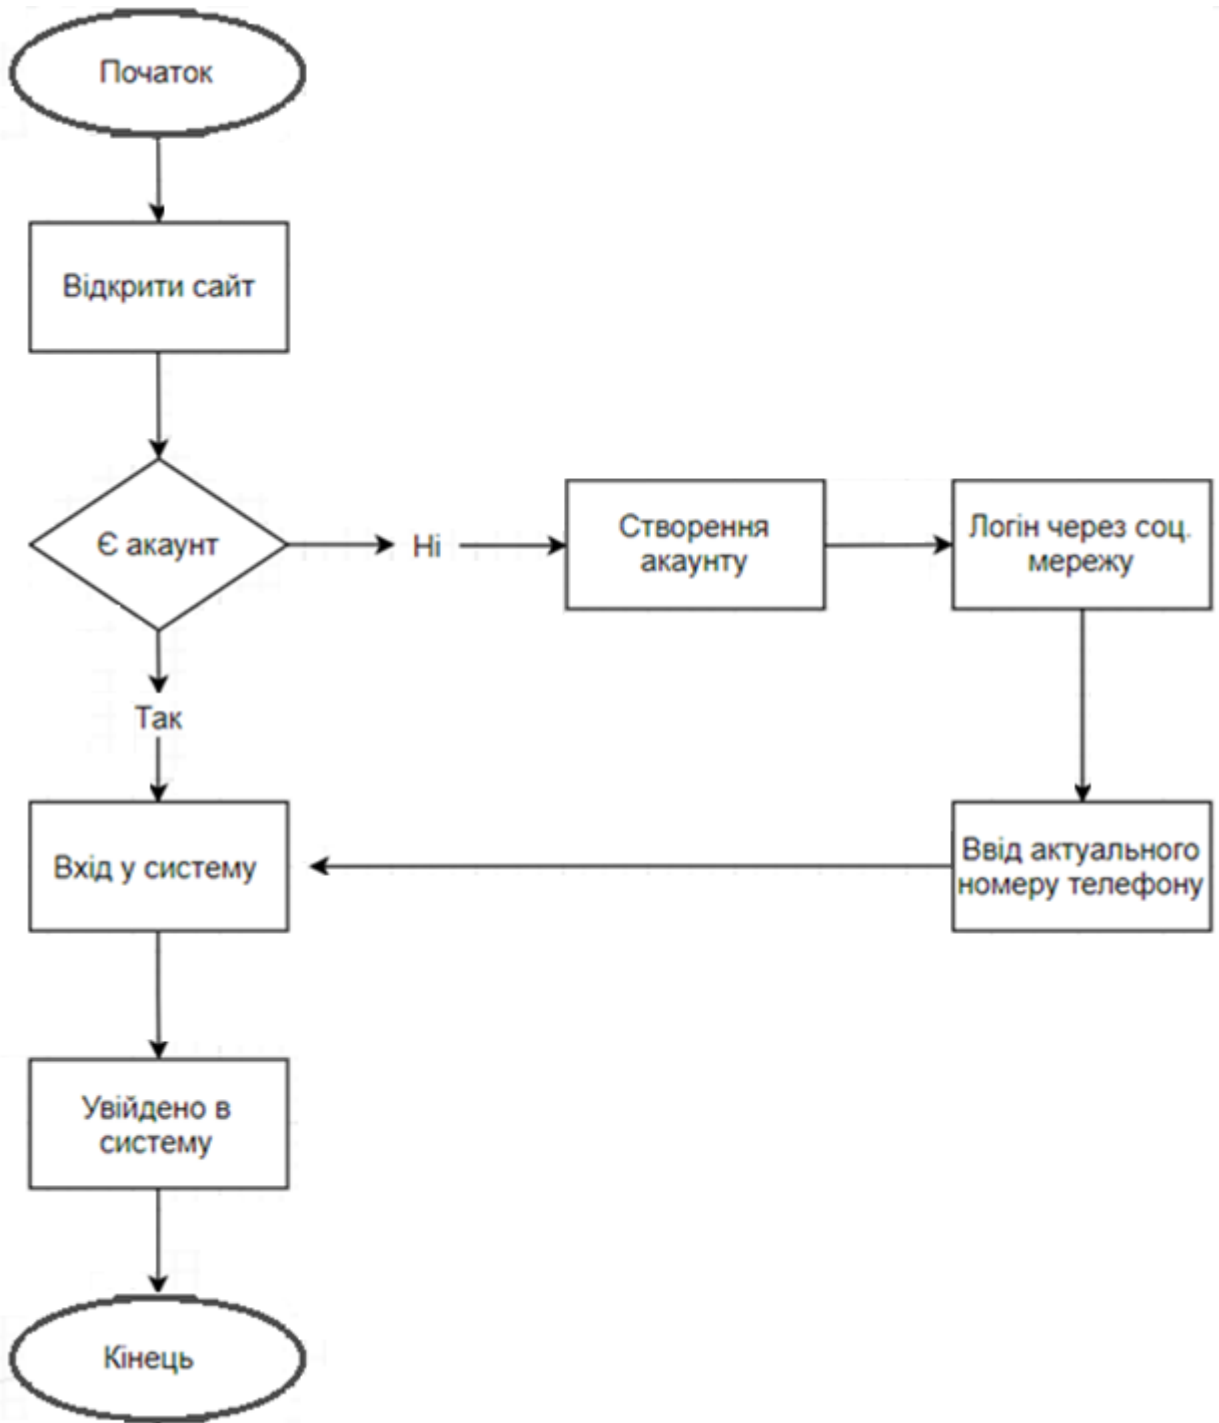 Початок
Відкрити сайт
Є акаунт
Ні
Створення
акаунту
Логін через соц.
мережу
Так
Вхід у систему
Ввід актуального
номеру телефону
Увійдено в
систему
Кінець